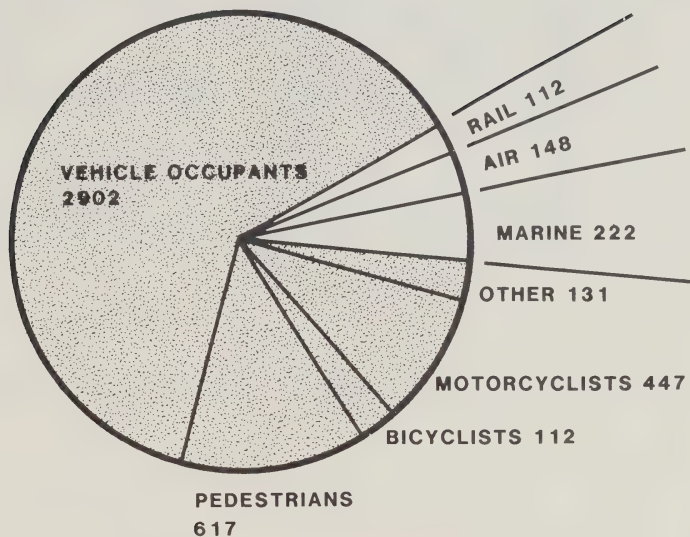 RAIL 112
AIR 148
VEHICLE OCCUPANTS
2902
MARINE 222
OTHER 131
MOTORCYCLISTS 447
BICYCLISTS 112
PEDESTRIANS
617